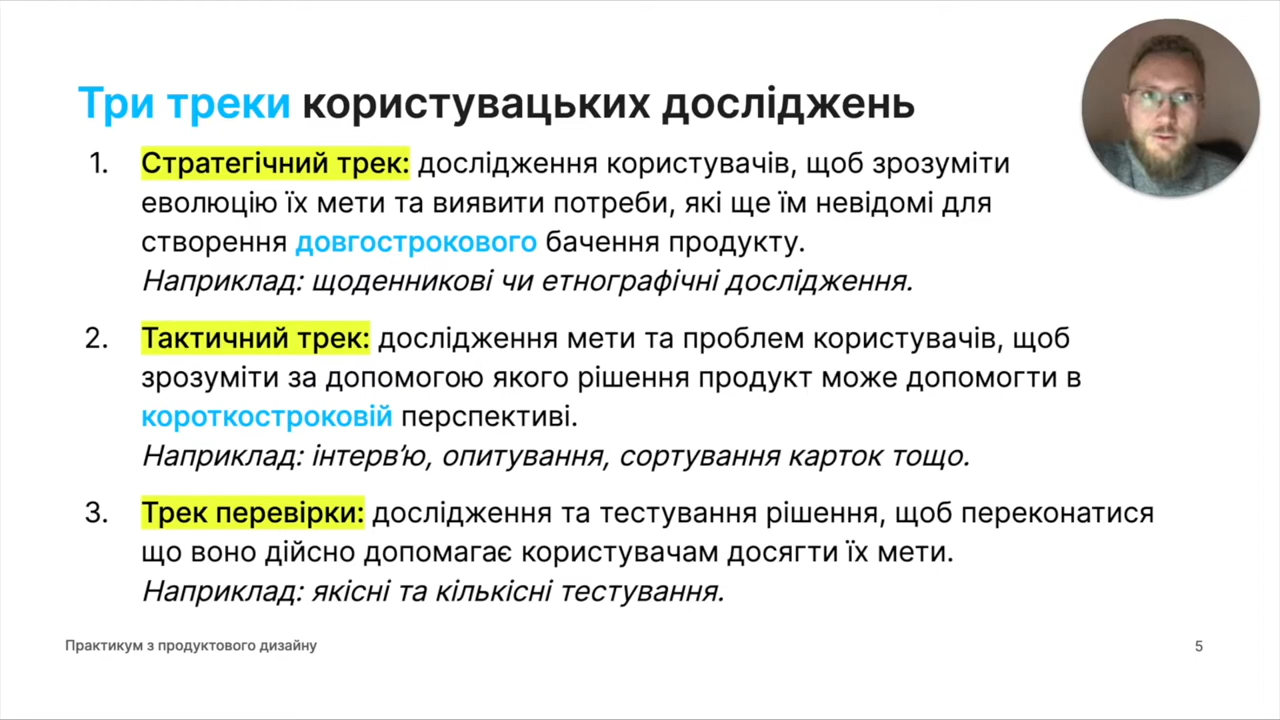 Три треки користувацьких досліджень
1. Стратегічний трек: дослідження користувачів, щоб зрозуміти
еволюцію їх мети та виявити потреби, які ще їм невідомі для
створення довгострокового бачення продукту.
Наприклад: щоденникові чи етнографічні дослідження.
2. Тактичний трек: дослідження мети та проблем користувачів, щоб
зрозуміти за допомогою якого рішення продукт може допомогти в
короткостроковій перспективі.
Наприклад: інтерв’ю, опитування, сортування карток тощо.
3. Трек перевірки: дослідження та тестування рішення, щоб переконатися
що воно дійсно допомагає користувачам досягти їх мети.
Наприклад: якісні та кількісні тестування.
Практикум з продуктового дизайну
5